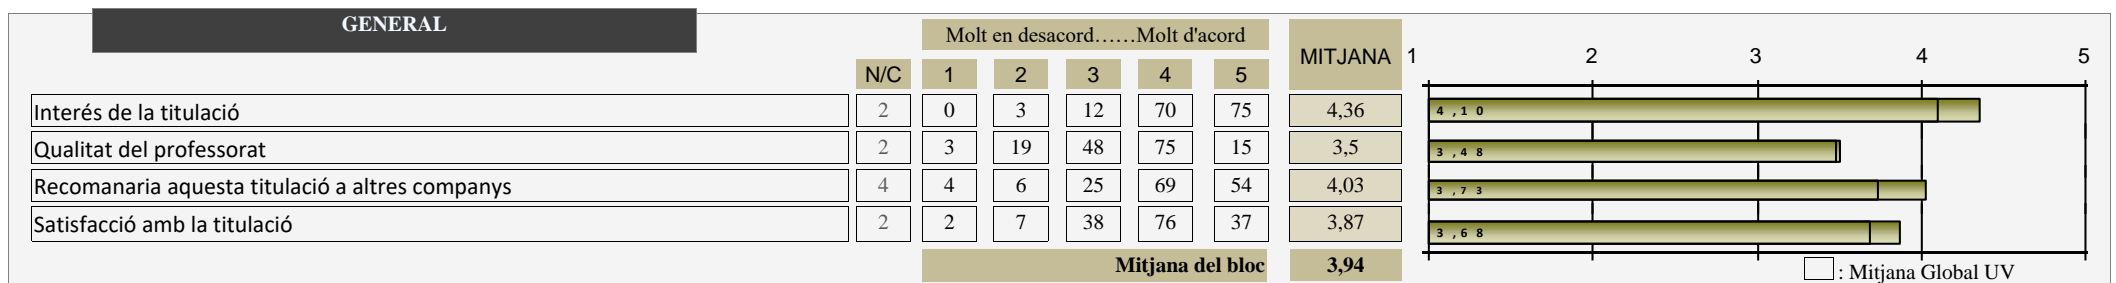 GENERAL
Molt en desacord……Molt d'acord
MITJANA
1 2 3 4 5
N/C 1 2 3 4 5
Interés de la titulació 2 0 3 12 70 75 4,36 4,10
Qualitat del professorat 2 3 19 48 75 15 3,5 3,48
Recomanaria aquesta titulació a altres companys 4 4 6 25 69 54 4,03 3,73
Satisfacció amb la titulació 2 2 7 38 76 37 3,87 3,68
Mitjana del bloc 3,94
: Mitjana Global UV